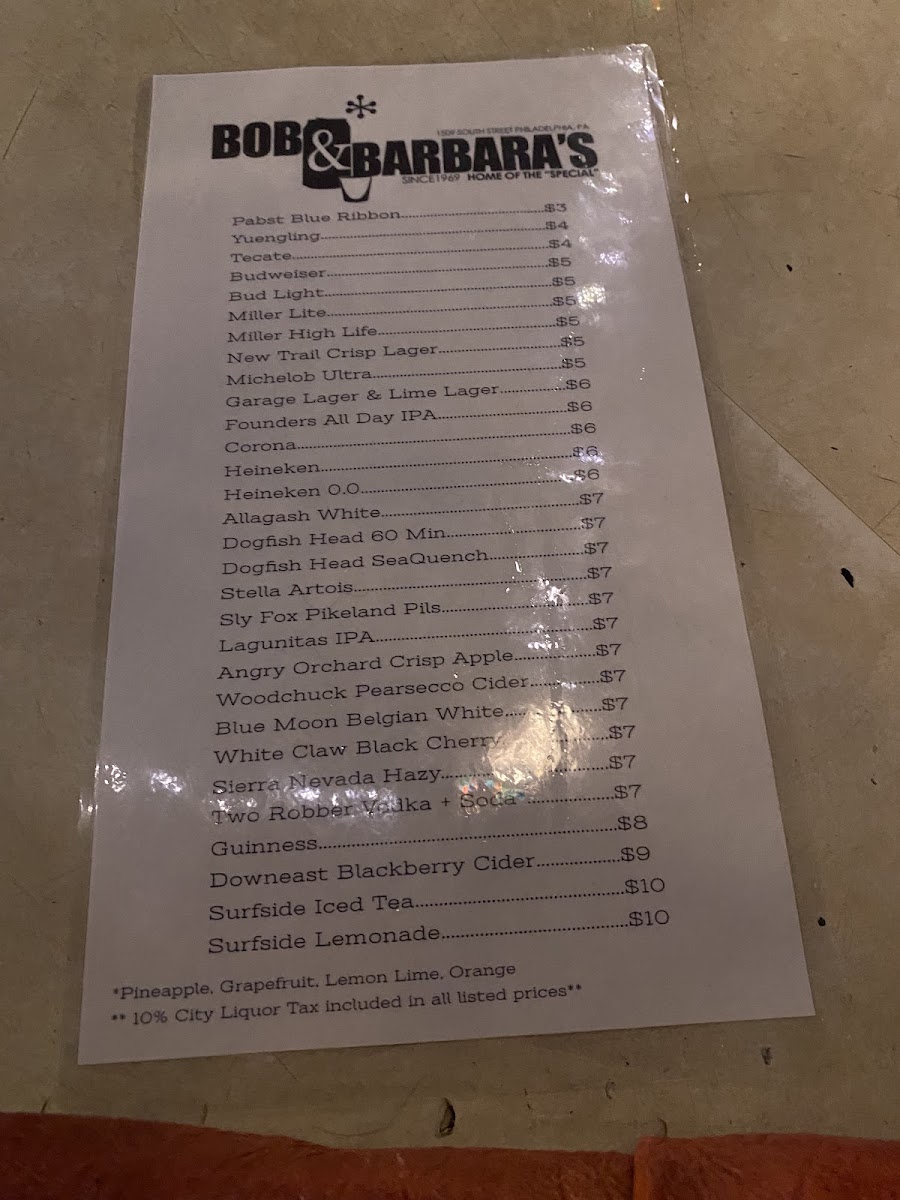 1509 SOUTH STREET PHILADELPHIA, PA
BOB & BARBARA'S
SINCE 1969 HOME OF THE "SPECIAL"
Pabst Blue Ribbon..........$3
Yuengling..........$4
Tecate..........$4
Budweiser..........$5
Bud Light..........$5
Miller Lite..........$5
Miller High Life..........$5
New Trail Crisp Lager..........$5
Michelob Ultra..........$5
Garage Lager & Lime Lager..........$6
Founders All Day IPA..........$6
Corona..........$6
Heineken..........$6
Heineken 0.0..........$6
Allagash White..........$7
Dogfish Head 60 Min..........$7
Dogfish Head SeaQuench..........$7
Stella Artois..........$7
Sly Fox Pikeland Pils..........$7
Lagunitas IPA..........$7
Angry Orchard Crisp Apple..........$7
Woodchuck Pearsecco Cider..........$7
Blue Moon Belgian White..........$7
White Claw Black Cherry..........$7
Sierra Nevada Hazy..........$7
Two Robber Vodka + Soda*..........$7
Guinness..........$8
Downeast Blackberry Cider..........$9
Surfside Iced Tea..........$10
Surfside Lemonade..........$10
*Pineapple, Grapefruit, Lemon Lime, Orange
** 10% City Liquor Tax included in all listed prices**